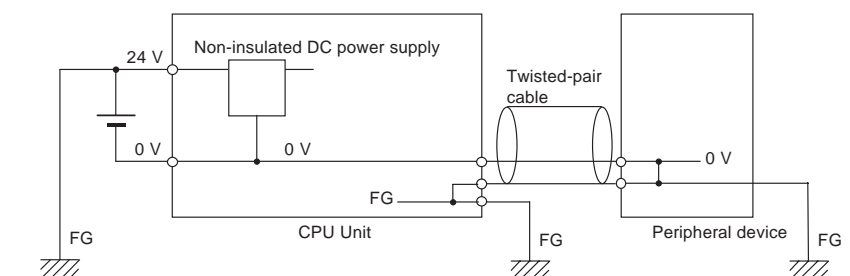 Non-insulated DC power supply
24 V
Twisted-pair
cable
0 V
0 V
0 V
FG
CPU Unit
Peripheral device
FG
FG
FG